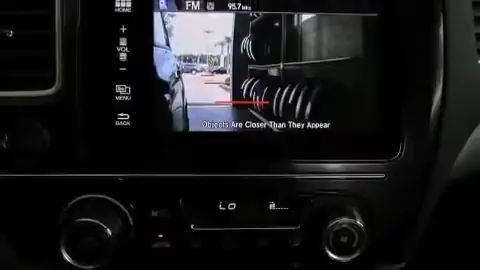 HOME
FM 95.7
+
VOL
-
MENU
BACK
Objects Are Closer Than They Appear
LO